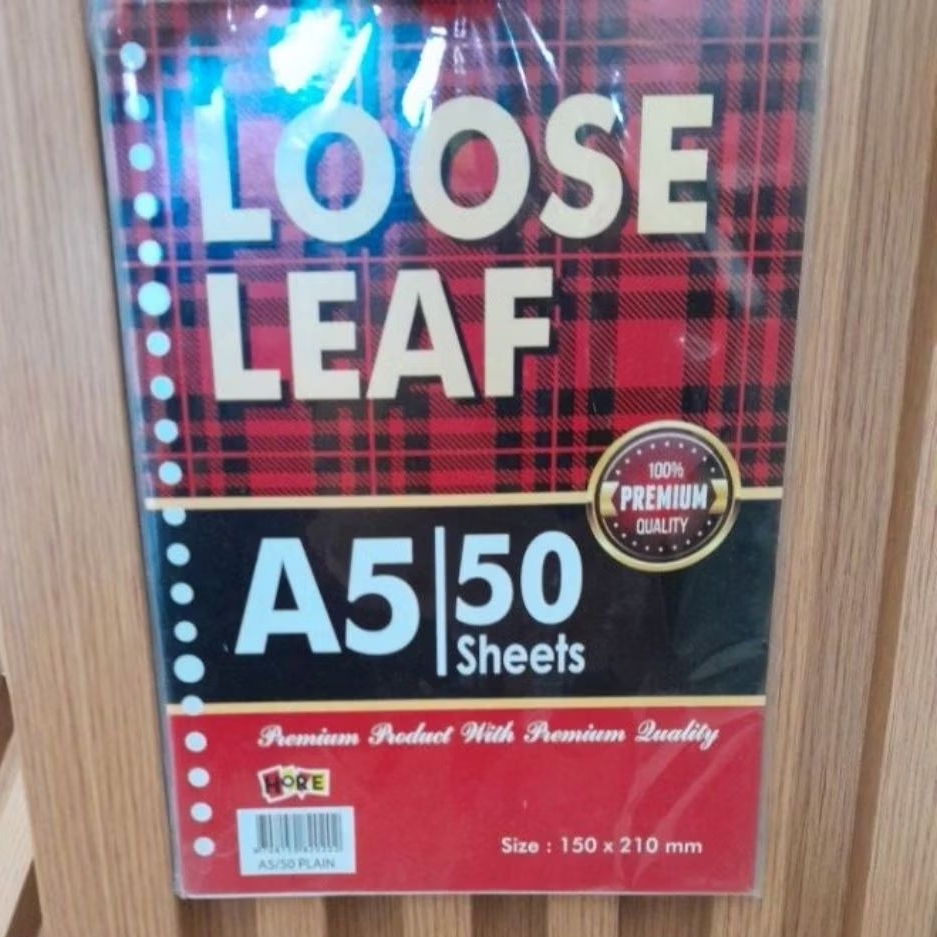 LOOSE
LEAF
100%
PREMIUM
QUALITY
A5
50
Sheets
Premium Product With Premium Quality
HORE
A5/50 PLAIN
Size : 150 x 210 mm